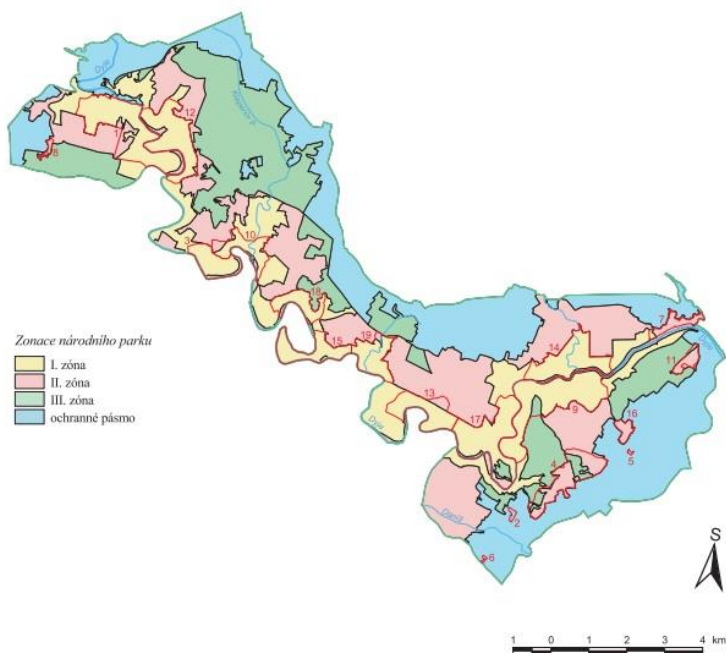 Dyje
Klaperův p.
12
1
8
3
10
18
15
19
7
Dyje
14
11
13
17
9
16
Dyje
5
4
2
Daníž
6
Zonace národního parku
I. zóna
II. zóna
III. zóna
ochranné pásmo
S
1 0 1 2 3 4 km